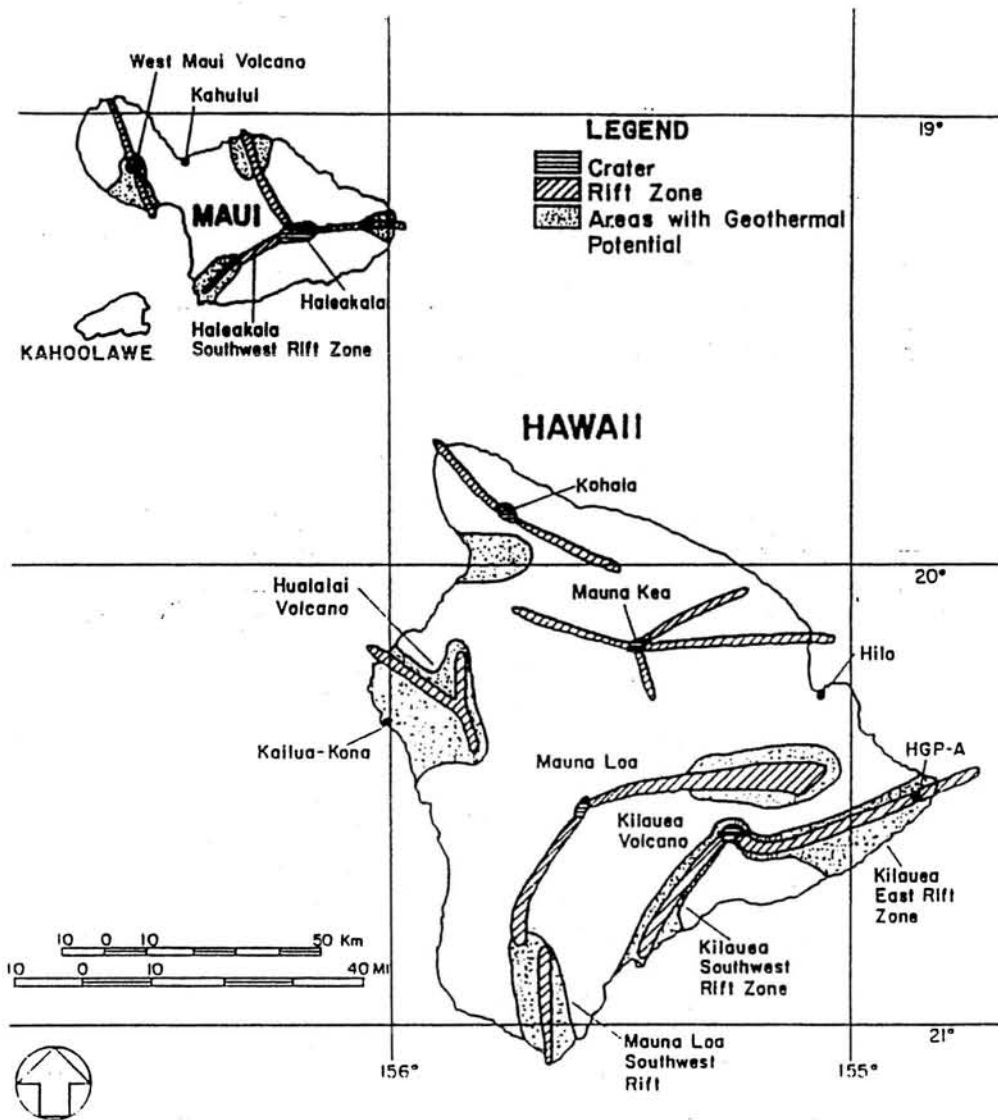 West Maui Volcano
Kahului
19°
LEGEND
Crater
Rift Zone
Areas with Geothermal
Potential
MAUI
Haleakala
Haleakala
Southwest Rift Zone
KAHOOLAWE
HAWAII
Kohala
20°
Hualalai
Volcano
Mauna Kea
Hilo
Kailua-Kona
HGP-A
Mauna Loa
Kilauea
Volcano
Kilauea
East Rift
Zone
10 0 10 50 Km
10 0 10 40 MI
Kilauea
Southwest
Rift Zone
21°
Mauna Loa
Southwest
Rift
156°
155°